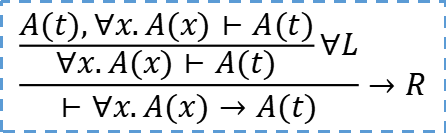 A(t), ∀x. A(x) ⊢ A(t)
∀L
∀x. A(x) ⊢ A(t)
→ R
⊢ ∀x. A(x) → A(t)